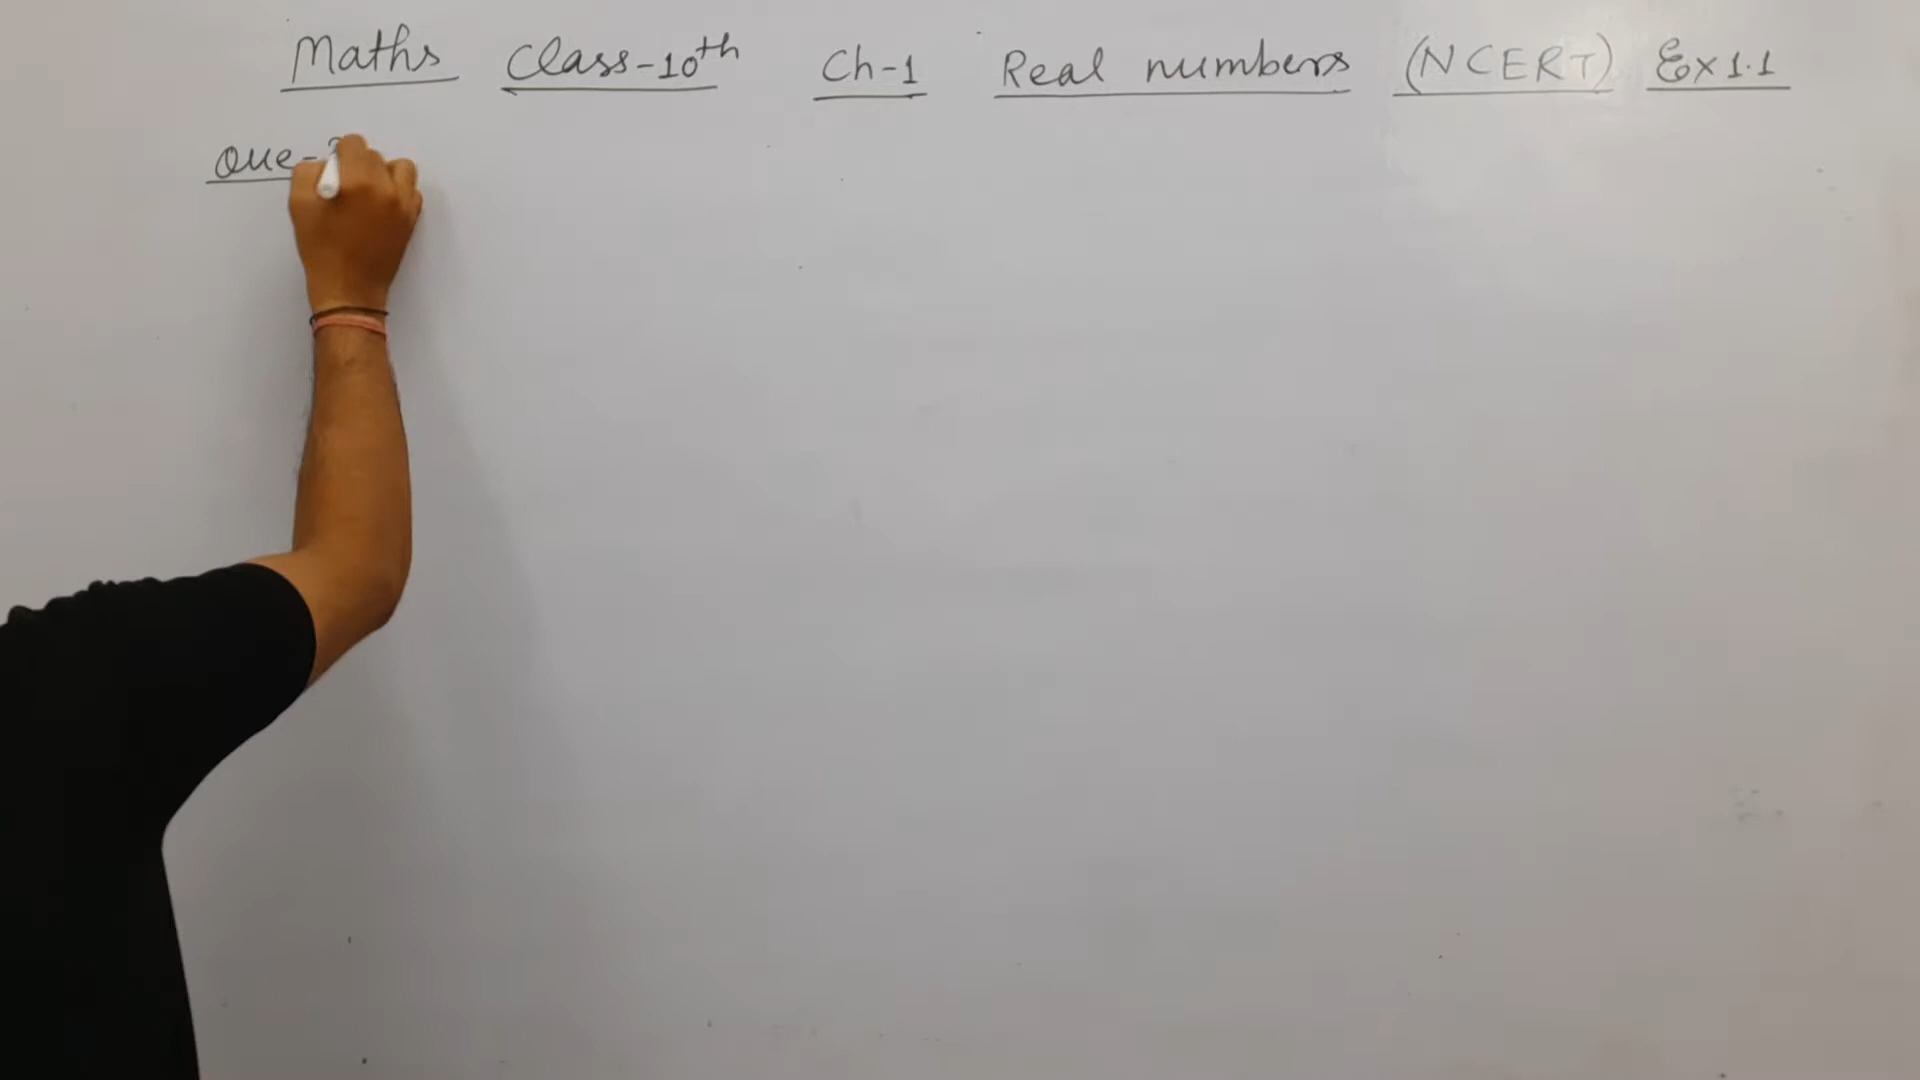 Maths Class-10th Ch-1 Real numbers (NCERT) Ex 1.1
Que-